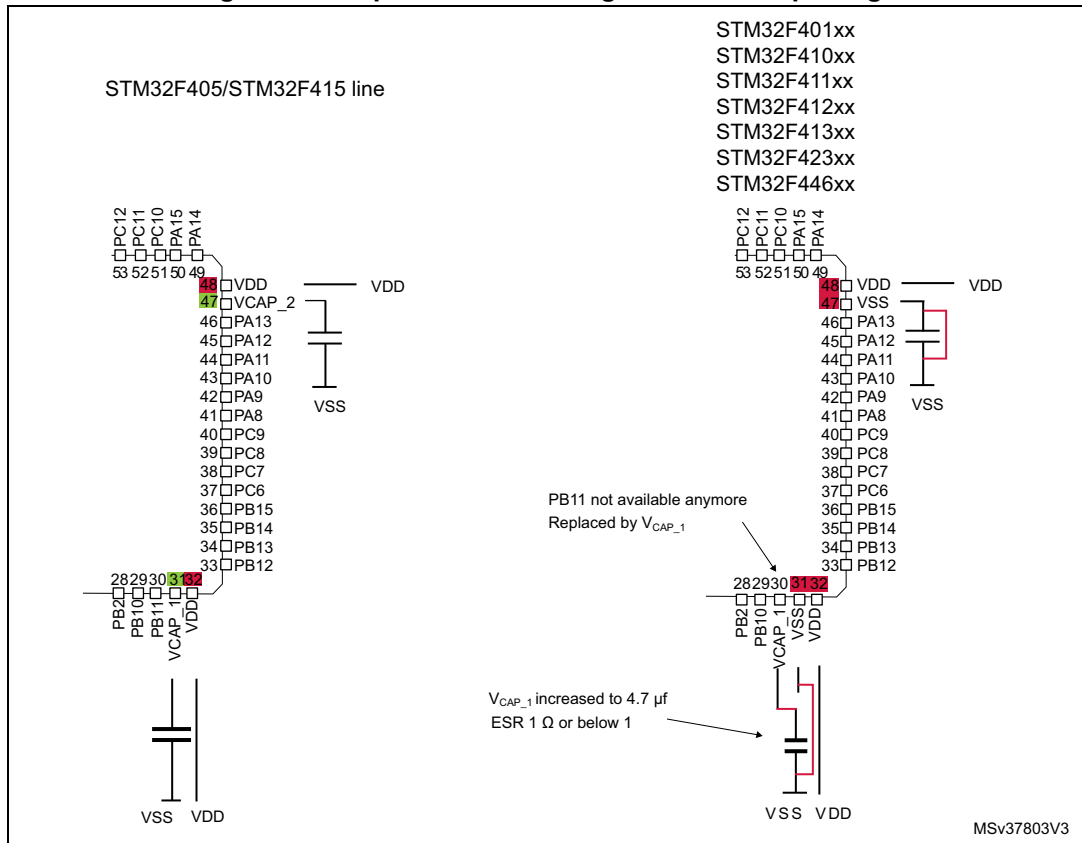 STM32F405/STM32F415 line
PC12
PC11
PC10
PA15
PA14
53 52 51 50 49
48 VDD
47 VCAP_2
46 PA13
45 PA12
44 PA11
43 PA10
42 PA9
41 PA8
40 PC9
39 PC8
38 PC7
37 PC6
36 PB15
35 PB14
34 PB13
33 PB12
VDD
VSS
28 29 30 31 32
PB2
PB10
PB11
VCAP_1
VDD
VSS VDD
STM32F401xx
STM32F410xx
STM32F411xx
STM32F412xx
STM32F413xx
STM32F423xx
STM32F446xx
PC12
PC11
PC10
PA15
PA14
53 52 51 50 49
48 VDD
47 VSS
46 PA13
45 PA12
44 PA11
43 PA10
42 PA9
41 PA8
40 PC9
39 PC8
38 PC7
37 PC6
36 PB15
35 PB14
34 PB13
33 PB12
VDD
VSS
PB11 not available anymore
Replaced by VCAP_1
28 29 30 31 32
PB2
PB10
VCAP_1
VSS
VDD
VCAP_1 increased to 4.7 µf
ESR 1 Ω or below 1
VSS VDD
MSv37803V3